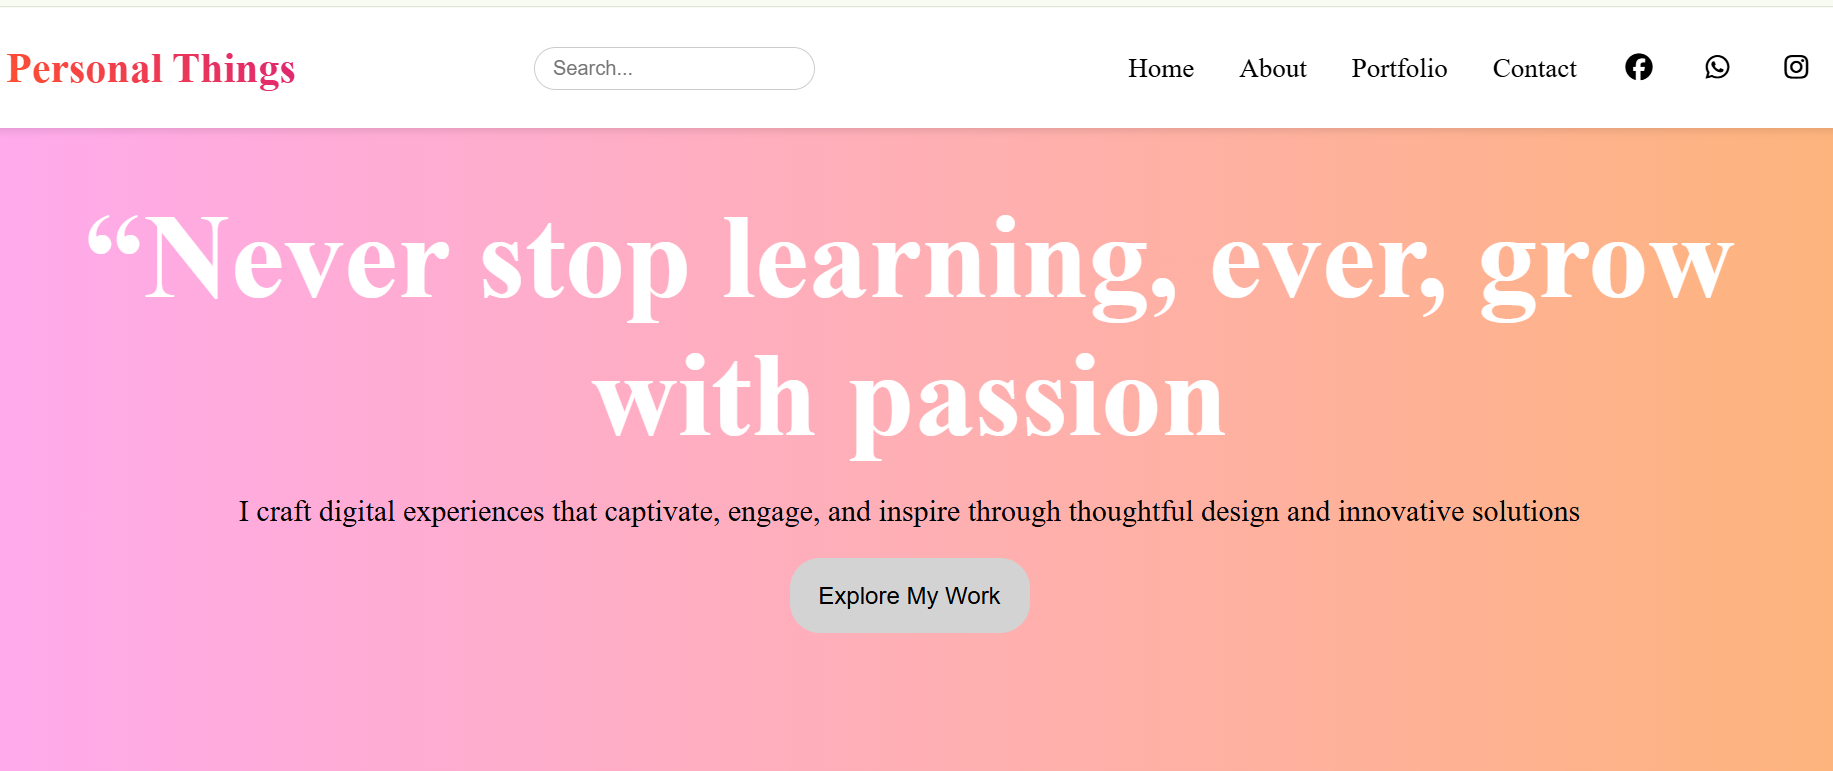 Personal Things
Search...
Home
About
Portfolio
Contact
“Never stop learning, ever, grow
with passion
I craft digital experiences that captivate, engage, and inspire through thoughtful design and innovative solutions
Explore My Work